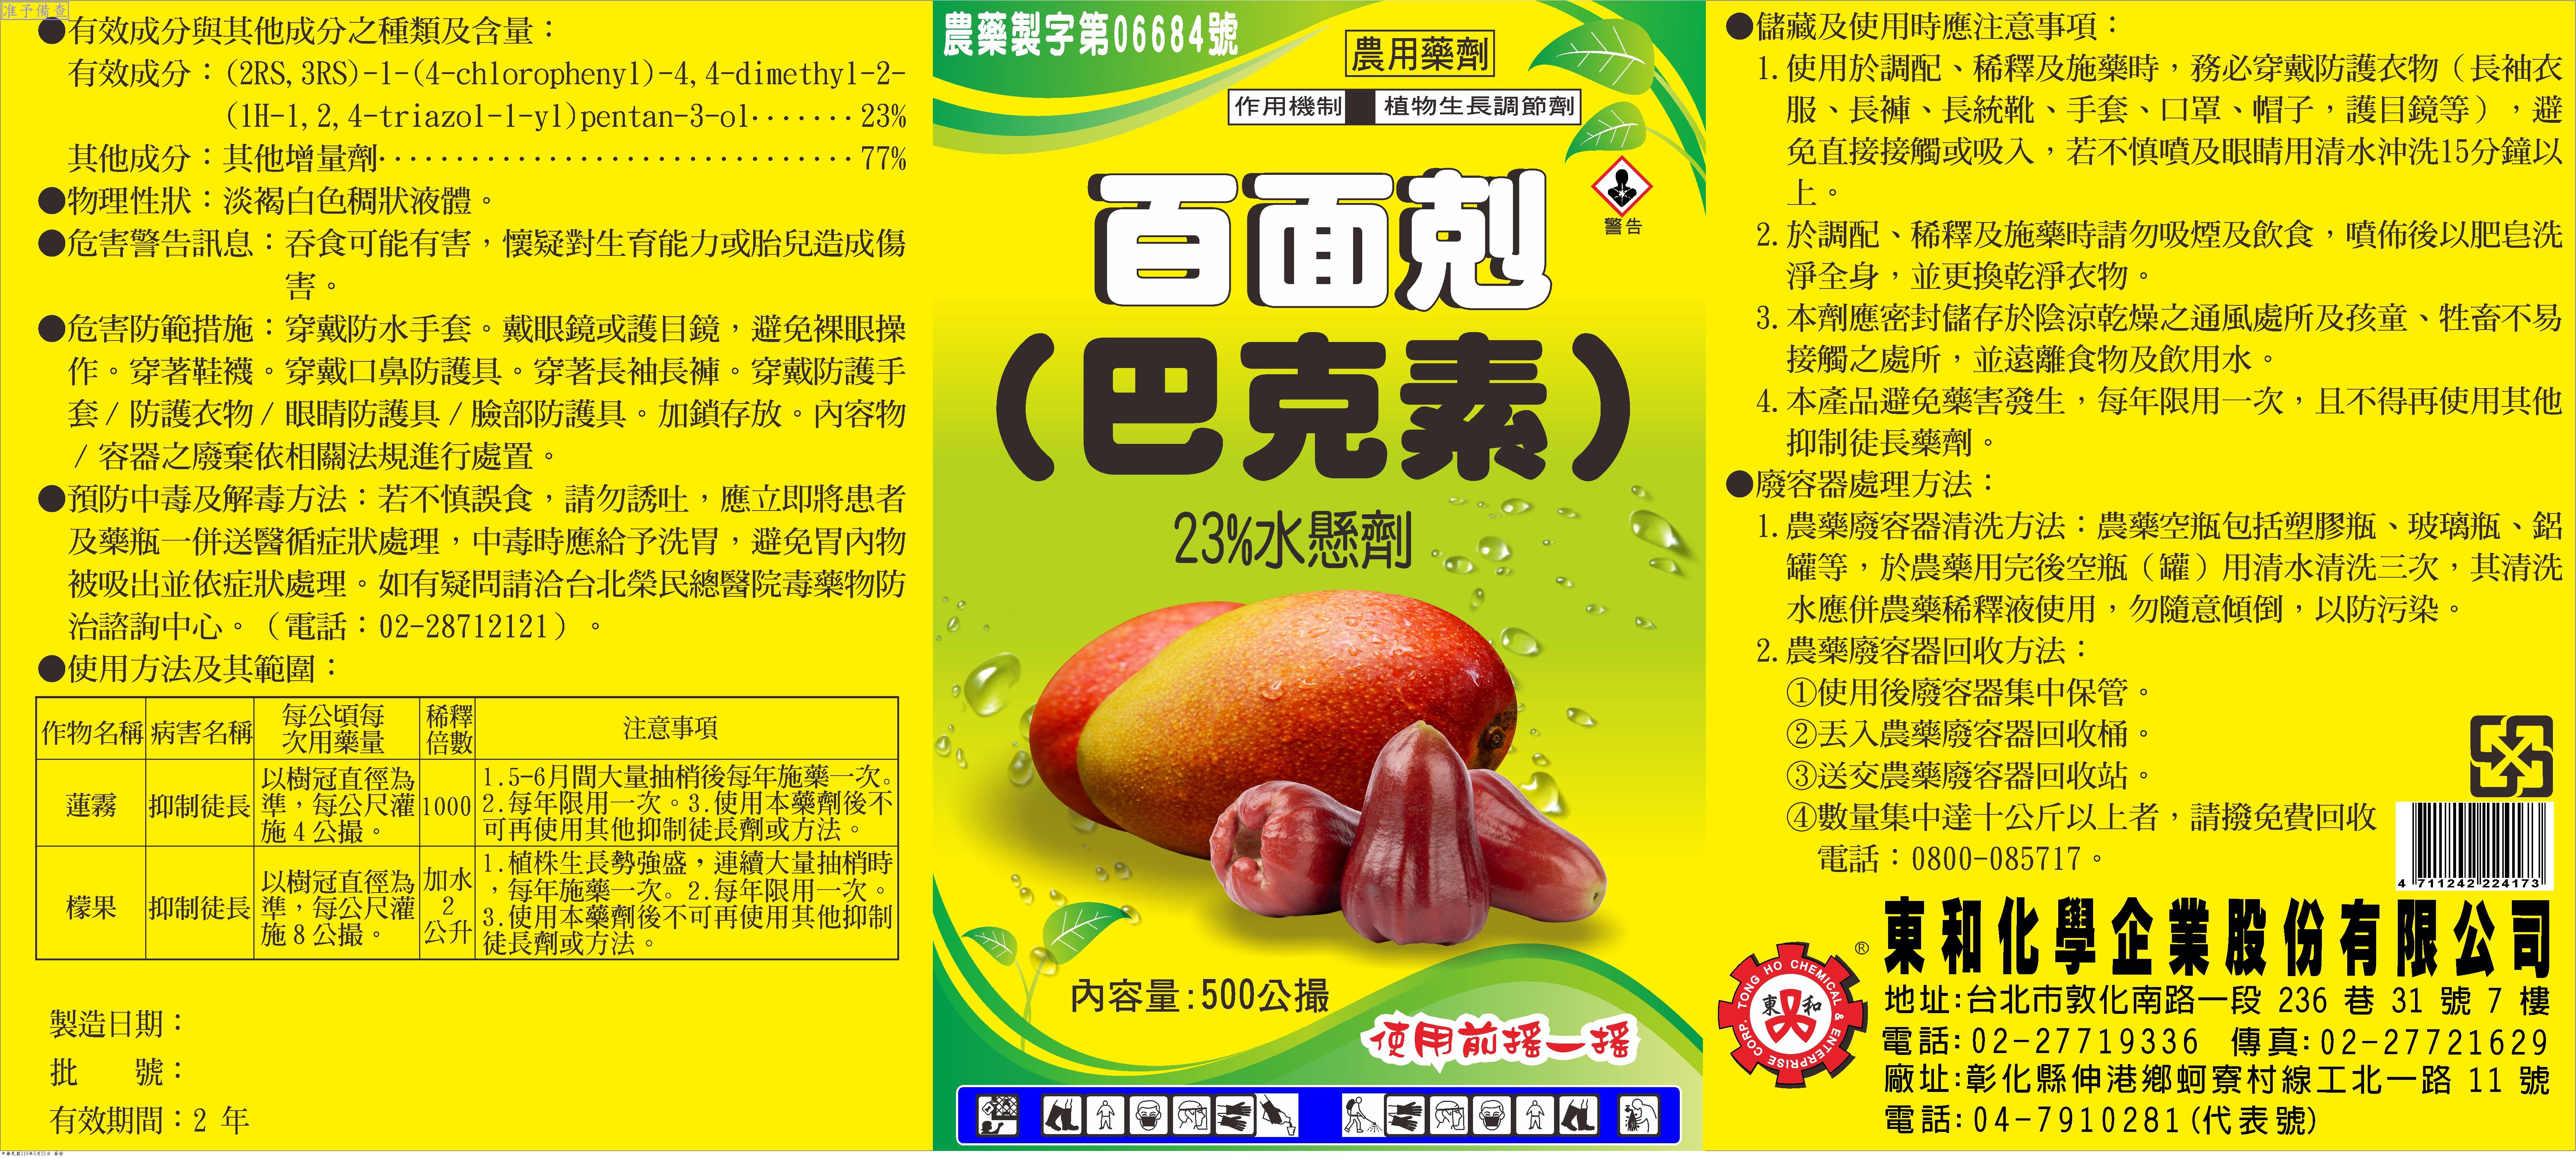 准予備查
●有效成分與其他成分之種類及含量：
有效成分：(2RS,3RS)-1-(4-chlorophenyl)-4,4-dimethyl-2-
(1H-1,2,4-triazol-1-yl)pentan-3-ol‧‧‧‧‧‧‧23%
其他成分：其他增量劑‧‧‧‧‧‧‧‧‧‧‧‧‧‧‧‧‧‧‧‧‧‧‧‧‧‧‧‧‧‧‧77%
●物理性狀：淡褐白色稠狀液體。
●危害警告訊息：吞食可能有害，懷疑對生育能力或胎兒造成傷
害。
●危害防範措施：穿戴防水手套。戴眼鏡或護目鏡，避免裸眼操
作。穿著鞋襪。穿戴口鼻防護具。穿著長袖長褲。穿戴防護手
套/防護衣物/眼睛防護具/臉部防護具。加鎖存放。內容物
/容器之廢棄依相關法規進行處置。
●預防中毒及解毒方法：若不慎誤食，請勿誘吐，應立即將患者
及藥瓶一併送醫循症狀處理，中毒時應給予洗胃，避免胃內物
被吸出並依症狀處理。如有疑問請洽台北榮民總醫院毒藥物防
治諮詢中心。（電話：02-28712121）。
●使用方法及其範圍：
作物名稱 病害名稱 每公頃每次用藥量 稀釋倍數 注意事項
蓮霧 抑制徒長 以樹冠直徑為準，每公尺灌施4公撮。 1000 1.5-6月間大量抽梢後每年施藥一次。2.每年限用一次。3.使用本藥劑後不可再使用其他抑制徒長劑或方法。
檬果 抑制徒長 以樹冠直徑為準，每公尺灌施8公撮。 加水2公升 1.植株生長勢強盛，連續大量抽梢時，每年施藥一次。2.每年限用一次。3.使用本藥劑後不可再使用其他抑制徒長劑或方法。
製造日期：
批　　號：
有效期間：2 年
農藥製字第06684號
農用藥劑
作用機制 植物生長調節劑
警告
百面剋
（巴克素）
23%水懸劑
內容量：500公撮
使用前搖一搖
●儲藏及使用時應注意事項：
1.使用於調配、稀釋及施藥時，務必穿戴防護衣物（長袖衣
服、長褲、長統靴、手套、口罩、帽子，護目鏡等），避
免直接接觸或吸入，若不慎噴及眼睛用清水沖洗15分鐘以
上。
2.於調配、稀釋及施藥時請勿吸煙及飲食，噴佈後以肥皂洗
淨全身，並更換乾淨衣物。
3.本劑應密封儲存於陰涼乾燥之通風處所及孩童、牲畜不易
接觸之處所，並遠離食物及飲用水。
4.本產品避免藥害發生，每年限用一次，且不得再使用其他
抑制徒長藥劑。
●廢容器處理方法：
1.農藥廢容器清洗方法：農藥空瓶包括塑膠瓶、玻璃瓶、鋁
罐等，於農藥用完後空瓶（罐）用清水清洗三次，其清洗
水應併農藥稀釋液使用，勿隨意傾倒，以防污染。
2.農藥廢容器回收方法：
①使用後廢容器集中保管。
②丟入農藥廢容器回收桶。
③送交農藥廢容器回收站。
④數量集中達十公斤以上者，請撥免費回收
電話：0800-085717。
4 711242 224173
TONG HO CHEMICAL & ENTERPRISE CORP.
東和
®
東和化學企業股份有限公司
地址:台北市敦化南路一段 236 巷 31 號 7 樓
電話:02-27719336 傳真:02-27721629
廠址:彰化縣伸港鄉蚵寮村線工北一路 11 號
電話:04-7910281(代表號)